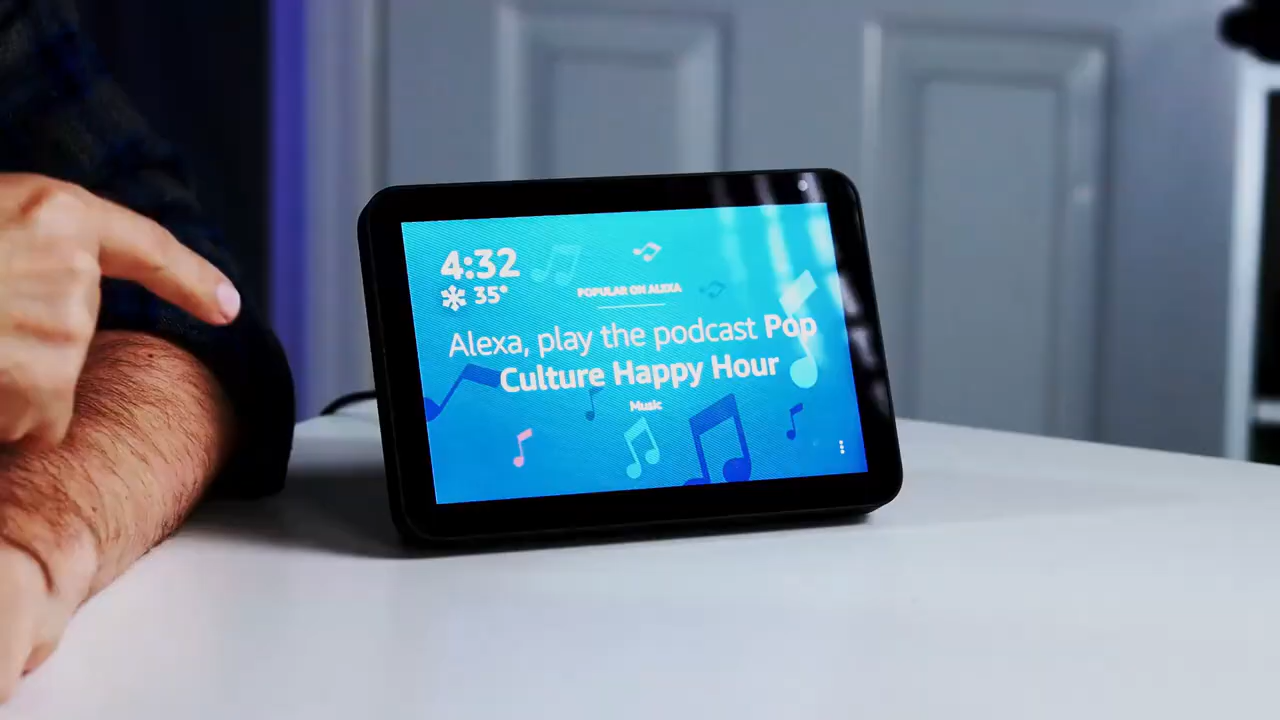 4:32
35°
POPULAR ON ALEXA
Alexa, play the podcast Pop
Culture Happy Hour
Music